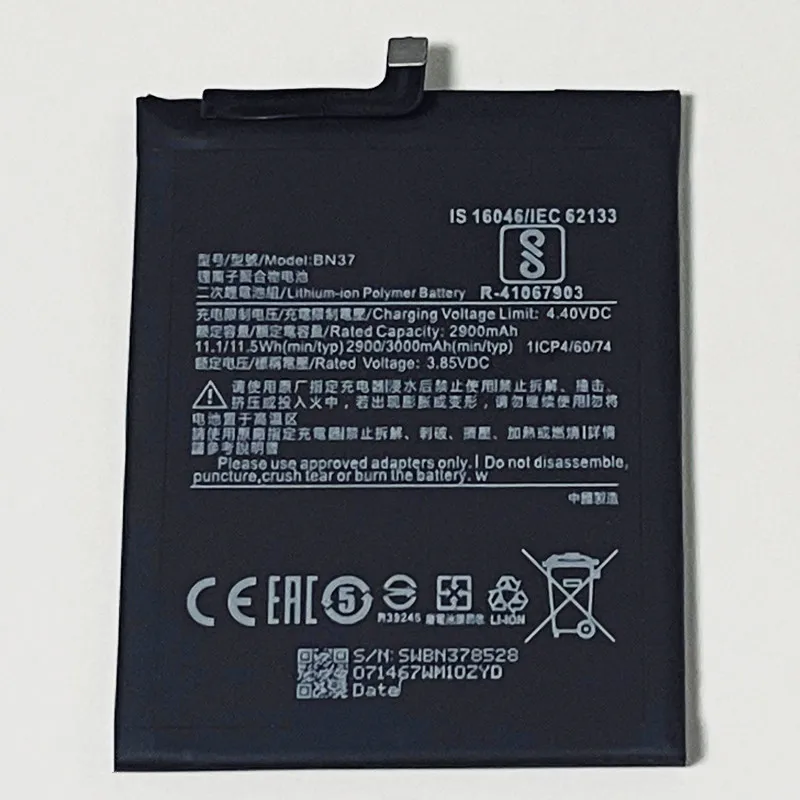 IS 16046/IEC 62133
R-41067903
型号/型號/Model: BN37
锂离子聚合物电池
二次鋰電池組/Lithium-ion Polymer Battery
充电限制电压/充電限制電壓/Charging Voltage Limit: 4.40VDC
额定容量/額定容量/Rated Capacity: 2900mAh
11.1/11.5Wh(min/typ) 2900/3000mAh(min/typ) 1ICP4/60/74
额定电压/標稱電壓/Rated Voltage: 3.85VDC
请使用原厂指定充电器|浸水后禁止使用|禁止拆解、撞击、
挤压或投入火中,若出现膨胀或变形,请勿继续使用|勿将
电池置于高温区
請使用原廠指定充電器|禁止拆解、刺破、擠壓、加熱或燃燒|詳情
請參考說明書
Please use approved adapters only. | Do not disassemble,
puncture,crush tear or burn the battery. w
中國製造
CE EAC 5
R39245 廢電池請回收 LI-ION
S/N: SWBN378528
071467WM10ZYD
Date